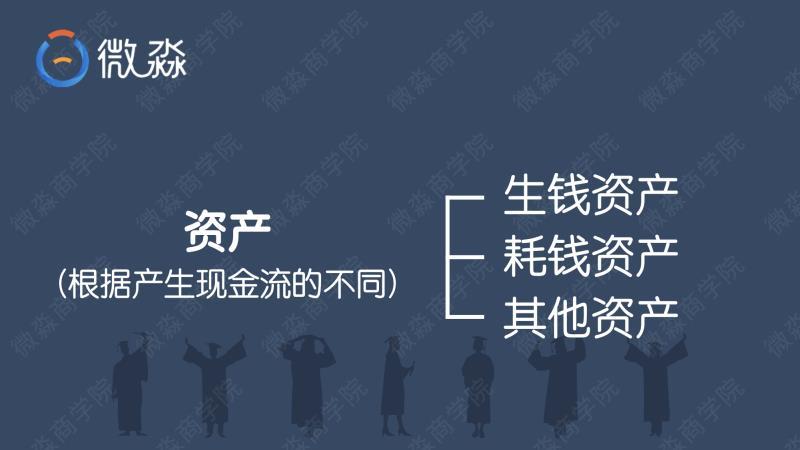 微淼
资产
（根据产生现金流的不同）
生钱资产
耗钱资产
其他资产
微淼商学院